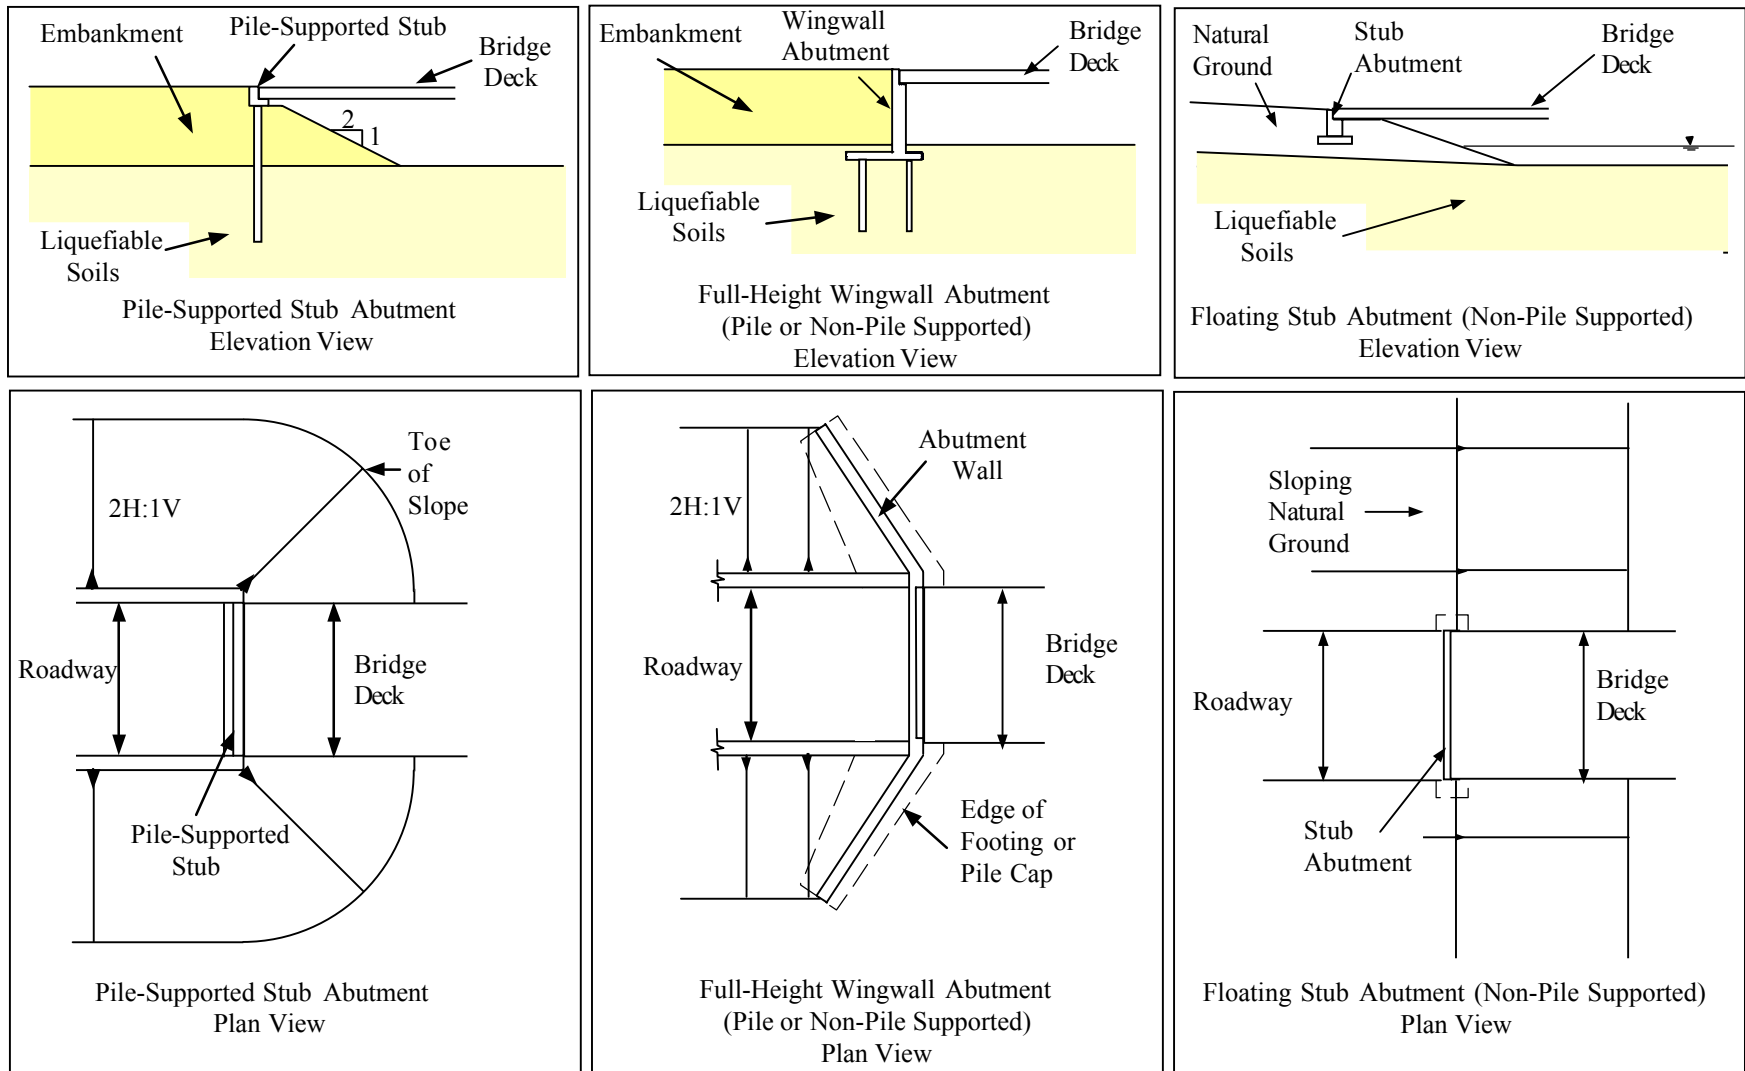 Embankment
Pile-Supported Stub
Bridge
Deck
2
1
Liquefiable
Soils
Pile-Supported Stub Abutment
Elevation View
Embankment
Wingwall
Abutment
Bridge
Deck
Liquefiable
Soils
Full-Height Wingwall Abutment
(Pile or Non-Pile Supported)
Elevation View
Natural
Ground
Stub
Abutment
Bridge
Deck
Liquefiable
Soils
Floating Stub Abutment (Non-Pile Supported)
Elevation View
Toe
of
Slope
2H:1V
Roadway
Bridge
Deck
Pile-Supported
Stub
Pile-Supported Stub Abutment
Plan View
Abutment
Wall
2H:1V
Roadway
Bridge
Deck
Edge of
Footing or
Pile Cap
Full-Height Wingwall Abutment
(Pile or Non-Pile Supported)
Plan View
Sloping
Natural
Ground
Roadway
Bridge
Deck
Stub
Abutment
Floating Stub Abutment (Non-Pile Supported)
Plan View